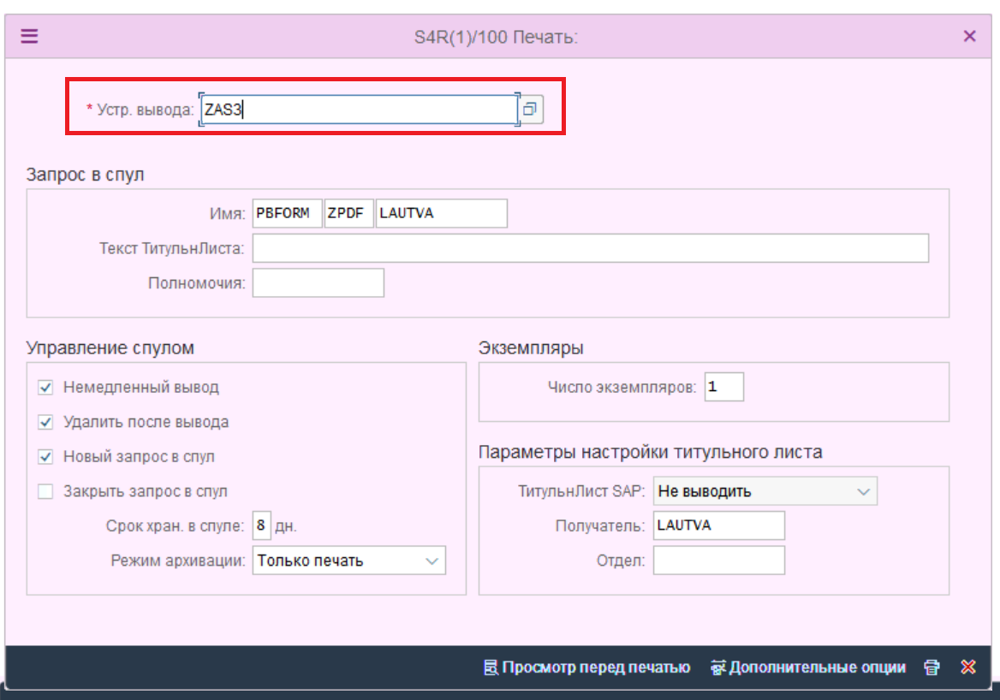 S4R(1)/100 Печать:
* Устр. вывода: ZAS3
Запрос в спул
Имя: PBFORM ZPDF LAUTVA
Текст ТитульнЛиста:
Полномочия:
Управление спулом
Немедленный вывод
Удалить после вывода
Новый запрос в спул
Закрыть запрос в спул
Срок хран. в спуле: 8 дн.
Режим архивации: Только печать
Экземпляры
Число экземпляров: 1
Параметры настройки титульного листа
ТитульнЛист SAP: Не выводить
Получатель: LAUTVA
Отдел:
Просмотр перед печатью Дополнительные опции